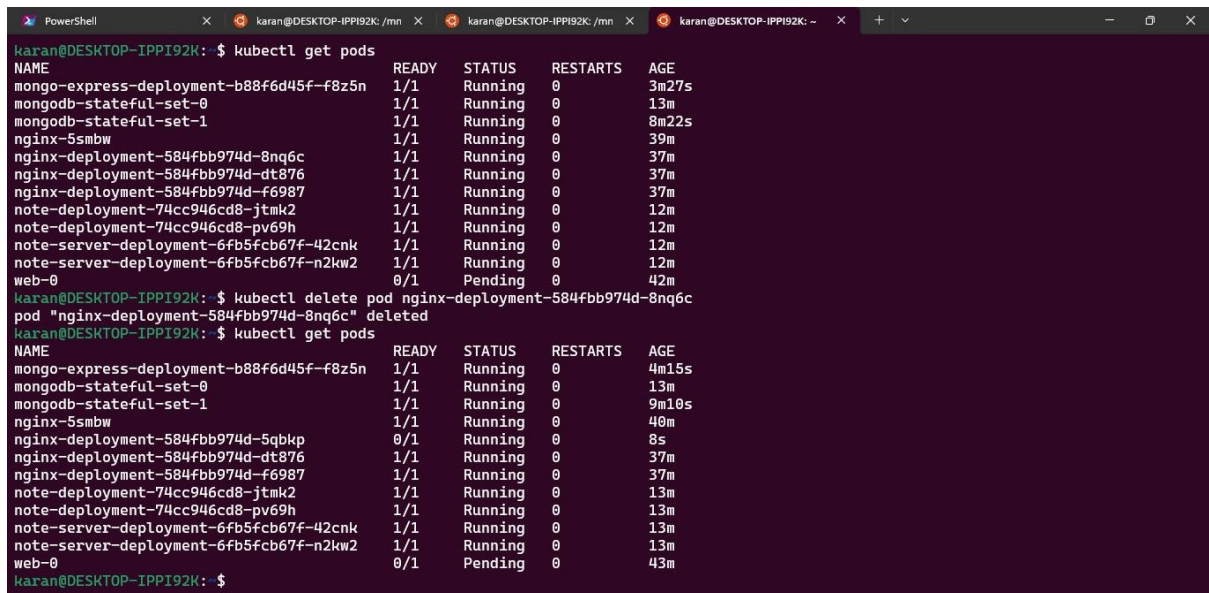 PowerShell
karan@DESKTOP-IPPI92K: /mn
karan@DESKTOP-IPPI92K: /mn
karan@DESKTOP-IPPI92K: ~
karan@DESKTOP-IPPI92K:~$ kubectl get pods
NAME READY STATUS RESTARTS AGE
mongo-express-deployment-b88f6d45f-f8z5n 1/1 Running 0 3m27s
mongodb-stateful-set-0 1/1 Running 0 13m
mongodb-stateful-set-1 1/1 Running 0 8m22s
nginx-5smbw 1/1 Running 0 39m
nginx-deployment-584fbb974d-8nq6c 1/1 Running 0 37m
nginx-deployment-584fbb974d-dt876 1/1 Running 0 37m
nginx-deployment-584fbb974d-f6987 1/1 Running 0 37m
note-deployment-74cc946cd8-jtmk2 1/1 Running 0 12m
note-deployment-74cc946cd8-pv69h 1/1 Running 0 12m
note-server-deployment-6fb5fcb67f-42cnk 1/1 Running 0 12m
note-server-deployment-6fb5fcb67f-n2kw2 1/1 Running 0 12m
web-0 0/1 Pending 0 42m
karan@DESKTOP-IPPI92K:~$ kubectl delete pod nginx-deployment-584fbb974d-8nq6c
pod "nginx-deployment-584fbb974d-8nq6c" deleted
karan@DESKTOP-IPPI92K:~$ kubectl get pods
NAME READY STATUS RESTARTS AGE
mongo-express-deployment-b88f6d45f-f8z5n 1/1 Running 0 4m15s
mongodb-stateful-set-0 1/1 Running 0 13m
mongodb-stateful-set-1 1/1 Running 0 9m10s
nginx-5smbw 1/1 Running 0 40m
nginx-deployment-584fbb974d-5qbkp 0/1 Running 0 8s
nginx-deployment-584fbb974d-dt876 1/1 Running 0 37m
nginx-deployment-584fbb974d-f6987 1/1 Running 0 37m
note-deployment-74cc946cd8-jtmk2 1/1 Running 0 13m
note-deployment-74cc946cd8-pv69h 1/1 Running 0 13m
note-server-deployment-6fb5fcb67f-42cnk 1/1 Running 0 13m
note-server-deployment-6fb5fcb67f-n2kw2 1/1 Running 0 13m
web-0 0/1 Pending 0 43m
karan@DESKTOP-IPPI92K:~$